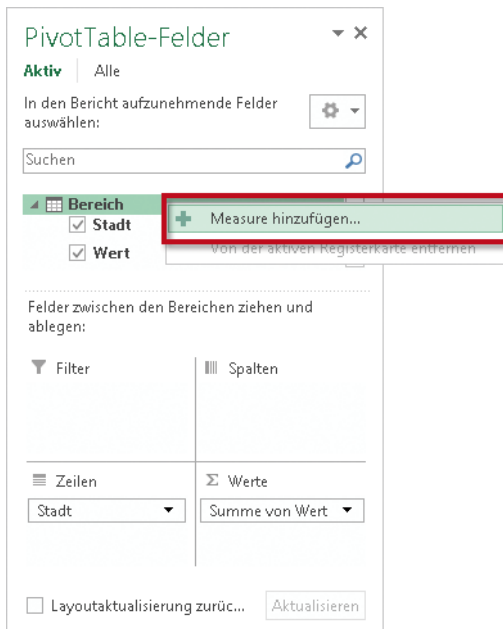 PivotTable-Felder
Aktiv Alle
In den Bericht aufzunehmende Felder
auswählen:
Suchen
Bereich
Measure hinzufügen...
Stadt
Von der aktiven Registerkarte entfernen
Wert
Felder zwischen den Bereichen ziehen und
ablegen:
Filter Spalten
Zeilen Σ Werte
Stadt Summe von Wert
Layoutaktualisierung zurüc... Aktualisieren